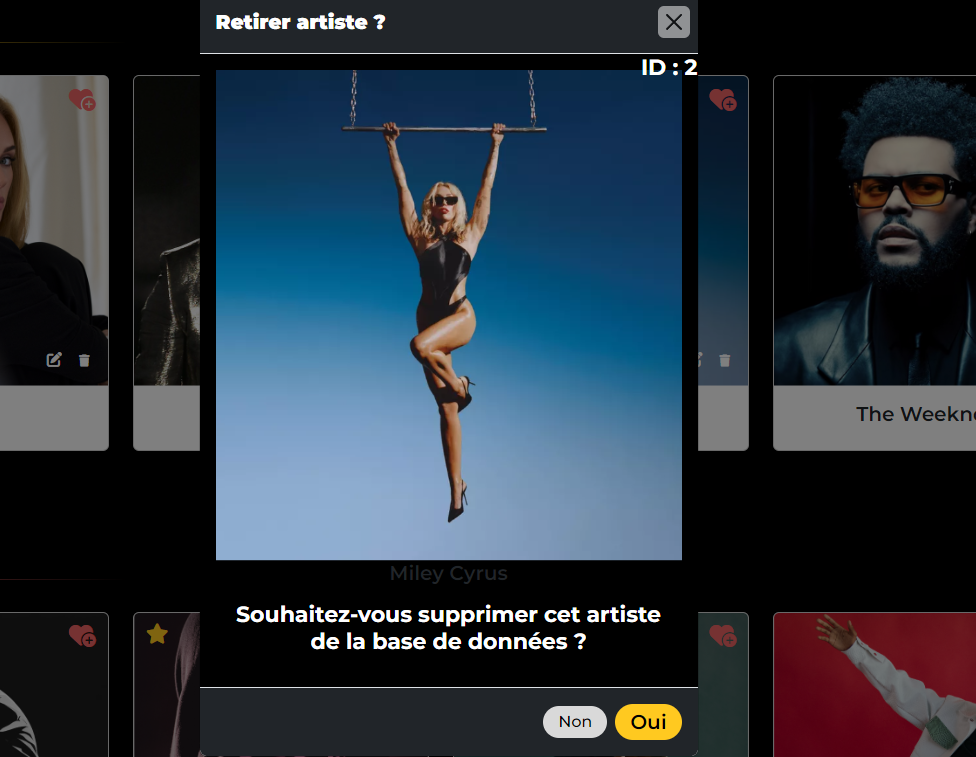 Retirer artiste ?
ID : 2
The Weekn
Miley Cyrus
Souhaitez-vous supprimer cet artiste
de la base de données ?
Non
Oui